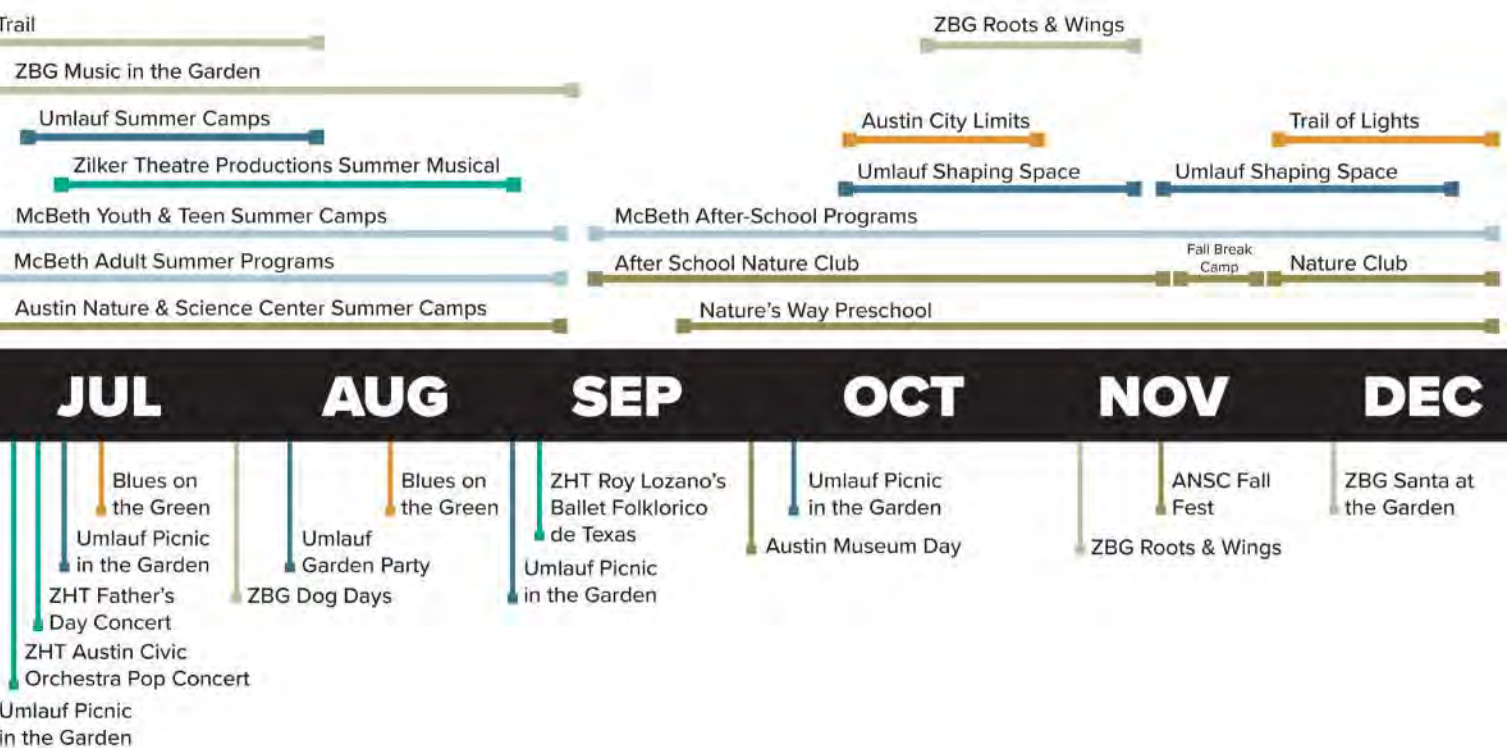 Trail
ZBG Roots & Wings
ZBG Music in the Garden
Umlauf Summer Camps
Austin City Limits
Trail of Lights
Zilker Theatre Productions Summer Musical
Umlauf Shaping Space
Umlauf Shaping Space
McBeth Youth & Teen Summer Camps
McBeth After-School Programs
McBeth Adult Summer Programs
After School Nature Club
Fall Break
Camp
Nature Club
Austin Nature & Science Center Summer Camps
Nature's Way Preschool
JUL
AUG
SEP
OCT
NOV
DEC
Blues on
the Green
Umlauf Picnic
in the Garden
ZHT Father's
Day Concert
ZHT Austin Civic
Orchestra Pop Concert
Umlauf Picnic
in the Garden
ZBG Dog Days
Umlauf
Garden Party
Blues on
the Green
ZHT Roy Lozano's
Ballet Folklorico
de Texas
Umlauf Picnic
in the Garden
Austin Museum Day
Umlauf Picnic
in the Garden
ZBG Roots & Wings
ANSC Fall
Fest
ZBG Santa at
the Garden